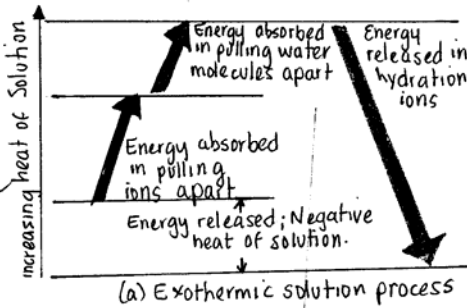 Increasing heat of Solution
Energy absorbed
in pulling water
molecules apart
Energy
released in
hydration
ions
Energy absorbed
in pulling
ions apart
Energy released; Negative
heat of solution.
(a) Exothermic solution process